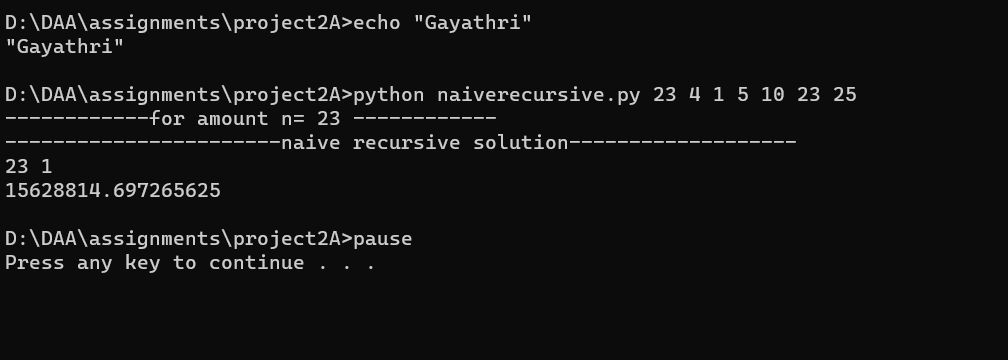 D:\DAA\assignments\project2A>echo "Gayathri"
"Gayathri"
D:\DAA\assignments\project2A>python naiverecursive.py 23 4 1 5 10 23 25
------------for amount n= 23 ------------
-----------------------naive recursive solution-------------------
23 1
15628814.697265625
D:\DAA\assignments\project2A>pause
Press any key to continue . . .